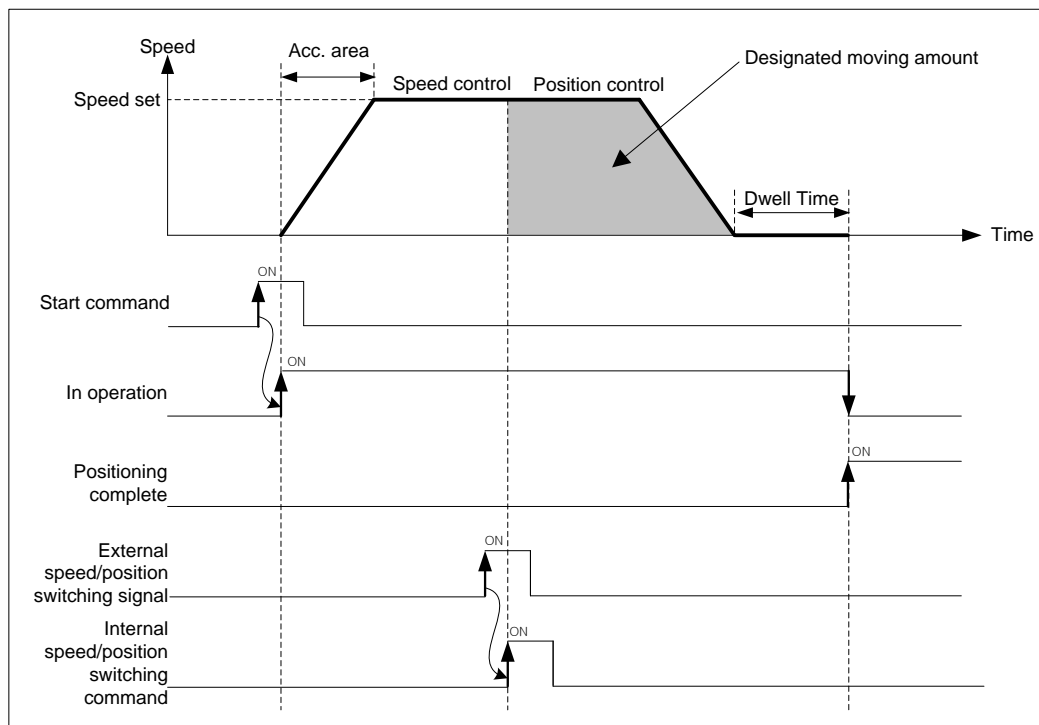 Speed
Acc. area
Designated moving amount
Speed control
Position control
Speed set
Dwell Time
Time
ON
Start command
ON
In operation
ON
Positioning
complete
ON
External
speed/position
switching signal
ON
Internal
speed/position
switching
command